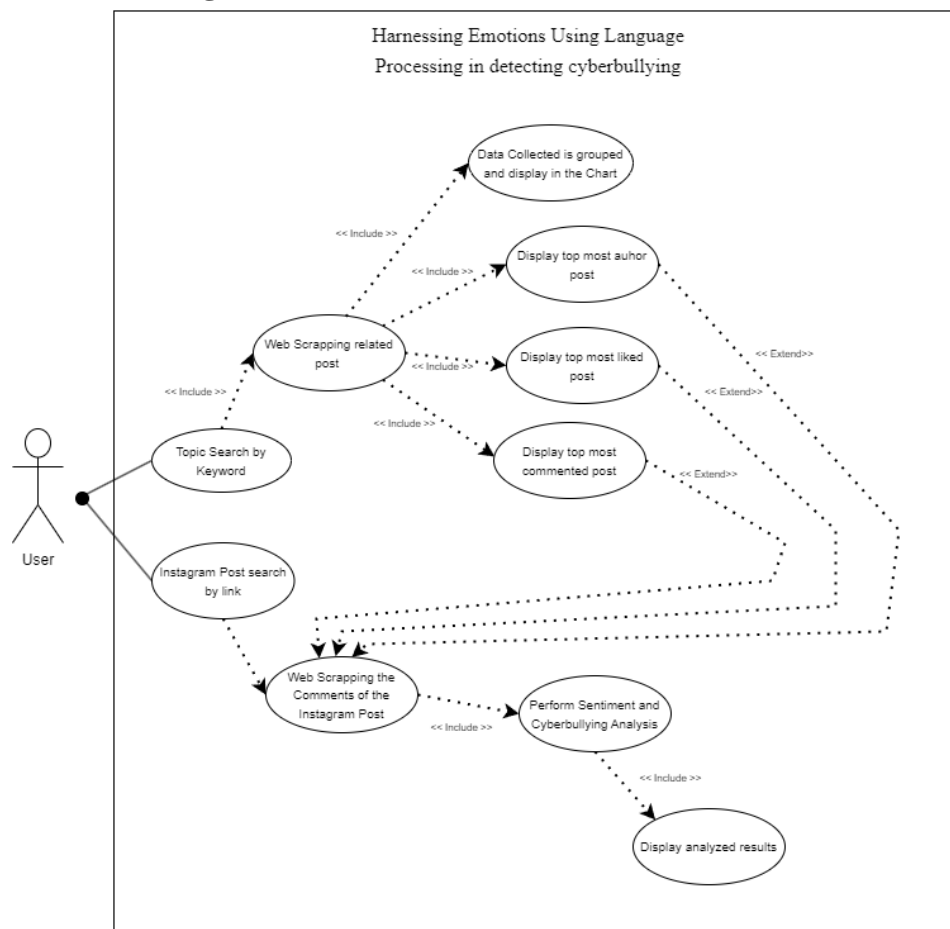 Harnessing Emotions Using Language
Processing in detecting cyberbullying
Data Collected is grouped
and display in the Chart
<< Include >>
Display top most auhor
post
<< Include >>
Web Scrapping related
post
<< Include >>
Display top most liked
post
<< Extend>>
<< Include >>
<< Extend>>
<< Include >>
Topic Search by
Keyword
Display top most
commented post
<< Extend>>
User
Instagram Post search
by link
Web Scrapping the
Comments of the
Instagram Post
<< Include >>
Perform Sentiment and
Cyberbullying Analysis
<< Include >>
Display analyzed results